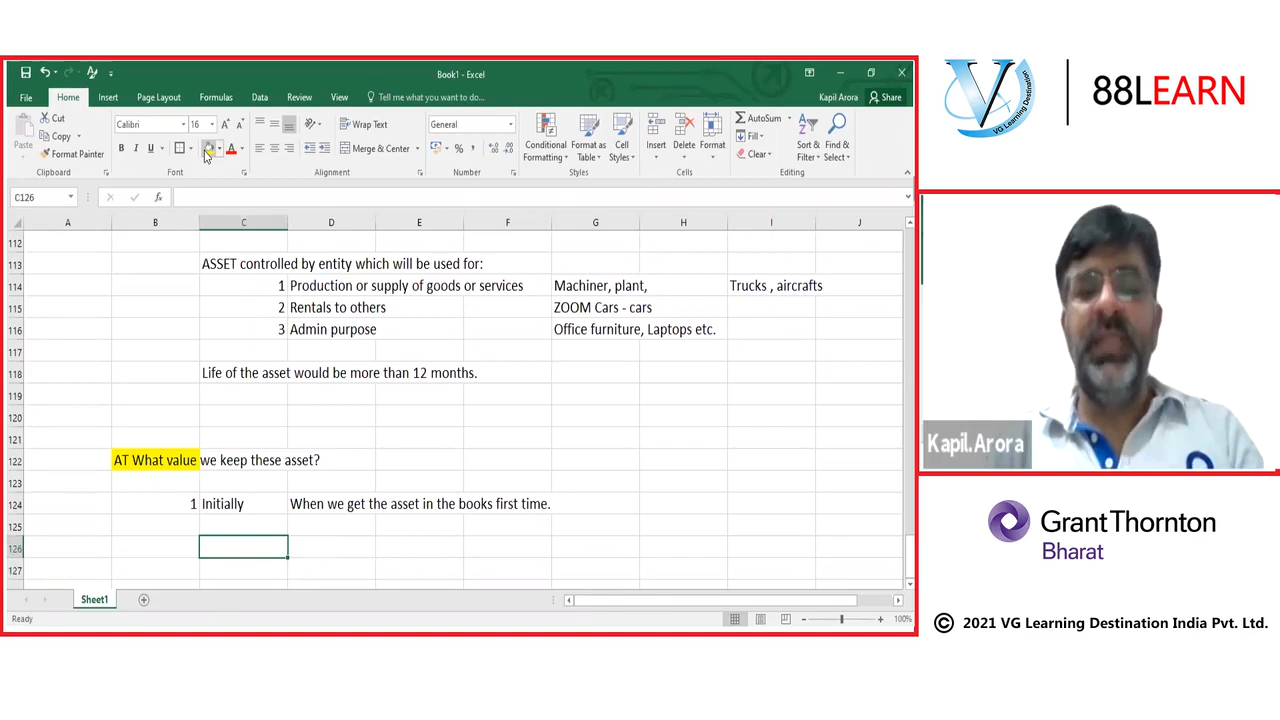 Book1 - Excel
File Home Insert Page Layout Formulas Data Review View Tell me what you want to do... Kapil Arora Share
Paste Cut Copy Format Painter Clipboard
Calibri 16 B I U Font
Wrap Text Merge & Center Alignment
General % , Number
Conditional Formatting Format as Table Cell Styles Styles
Insert Delete Format Cells
AutoSum Fill Clear Sort & Filter Find & Select Editing
C126 fx
A B C D E F G H I J
112
113 ASSET controlled by entity which will be used for:
114 1 Production or supply of goods or services Machiner, plant, Trucks , aircrafts
115 2 Rentals to others ZOOM Cars - cars
116 3 Admin purpose Office furniture, Laptops etc.
117
118 Life of the asset would be more than 12 months.
119
120
121
122 AT What value we keep these asset?
123
124 1 Initially When we get the asset in the books first time.
125
126
127
Sheet1
Ready 100%
V
VG Learning Destination
88LEARN
Kapil.Arora
Grant Thornton
Bharat
© 2021 VG Learning Destination India Pvt. Ltd.